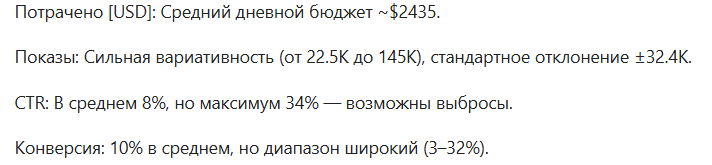 Потрачено [USD]: Средний дневной бюджет ~$2435.
Показы: Сильная вариативность (от 22.5K до 145K), стандартное отклонение ±32.4K.
CTR: В среднем 8%, но максимум 34% — возможны выбросы.
Конверсия: 10% в среднем, но диапазон широкий (3–32%).